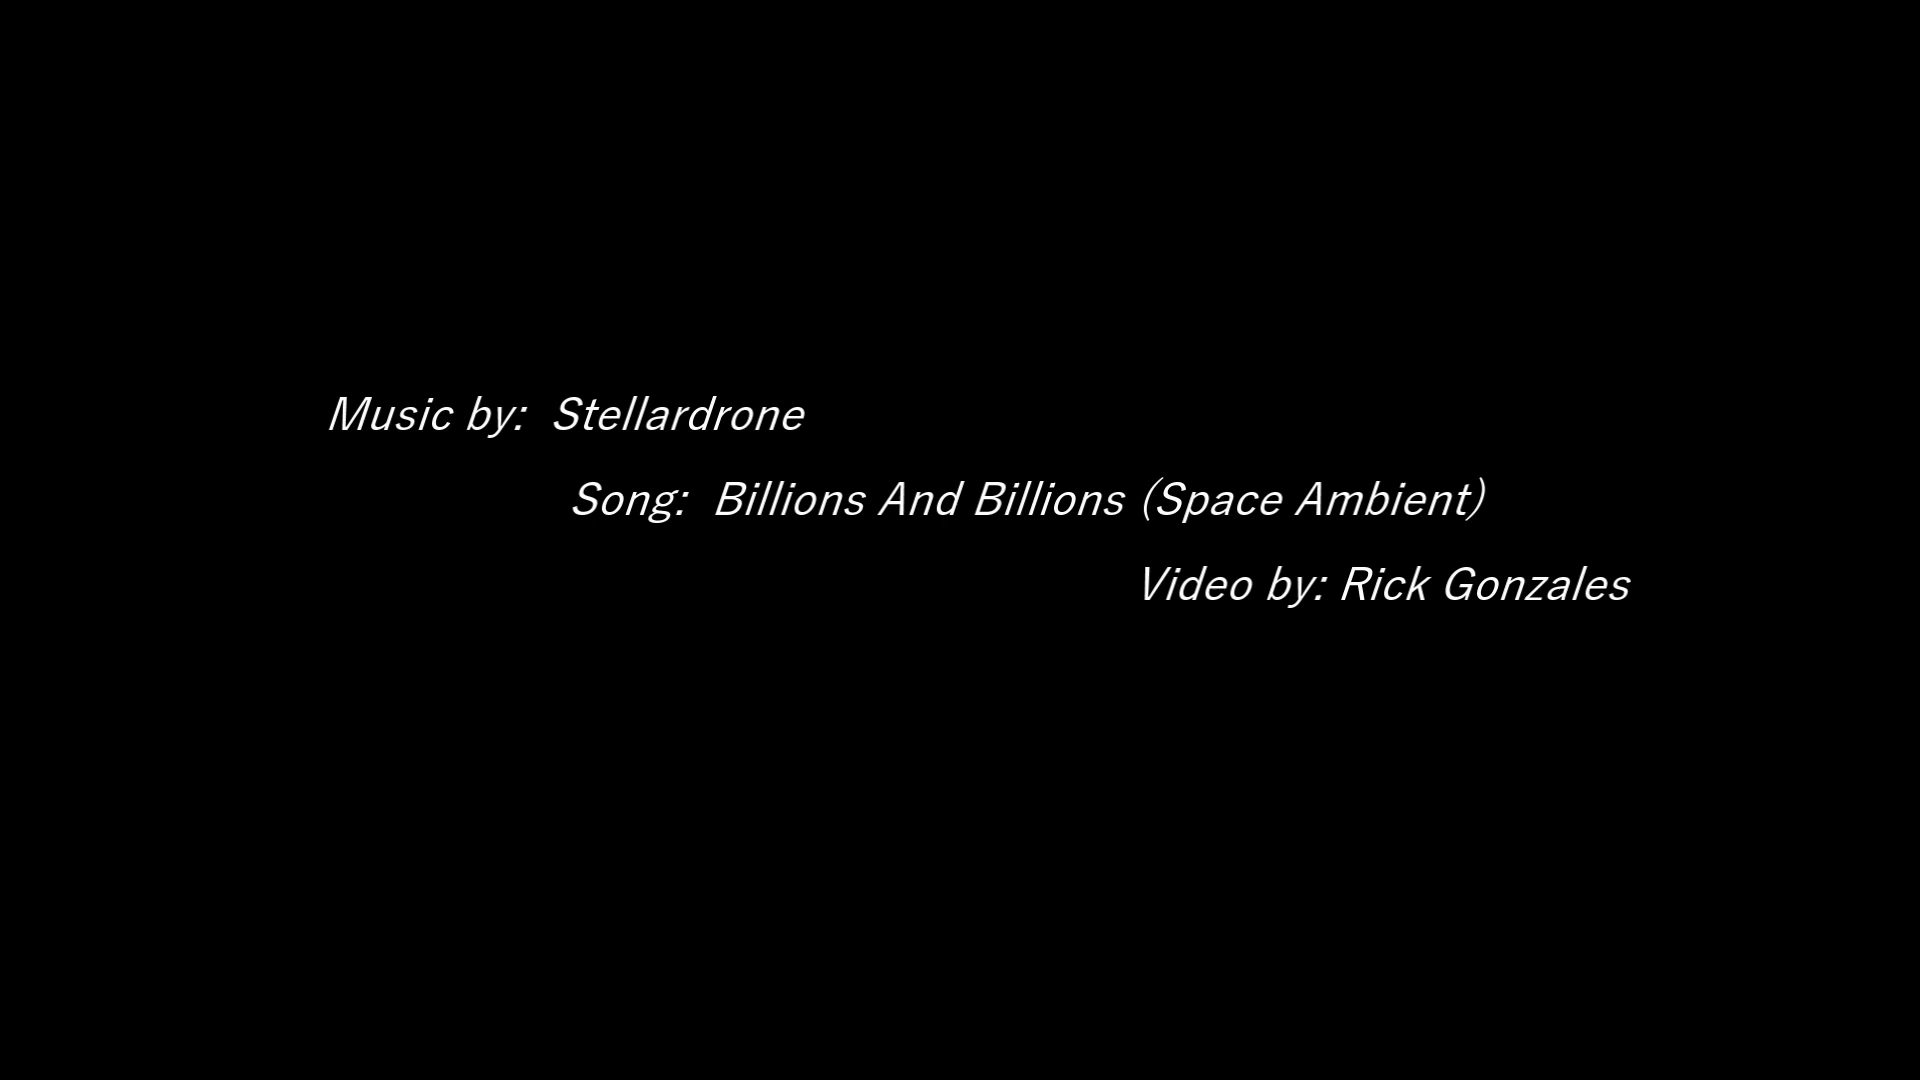 Music by:  Stellardrone
Song:  Billions And Billions (Space Ambient)
Video by: Rick Gonzales